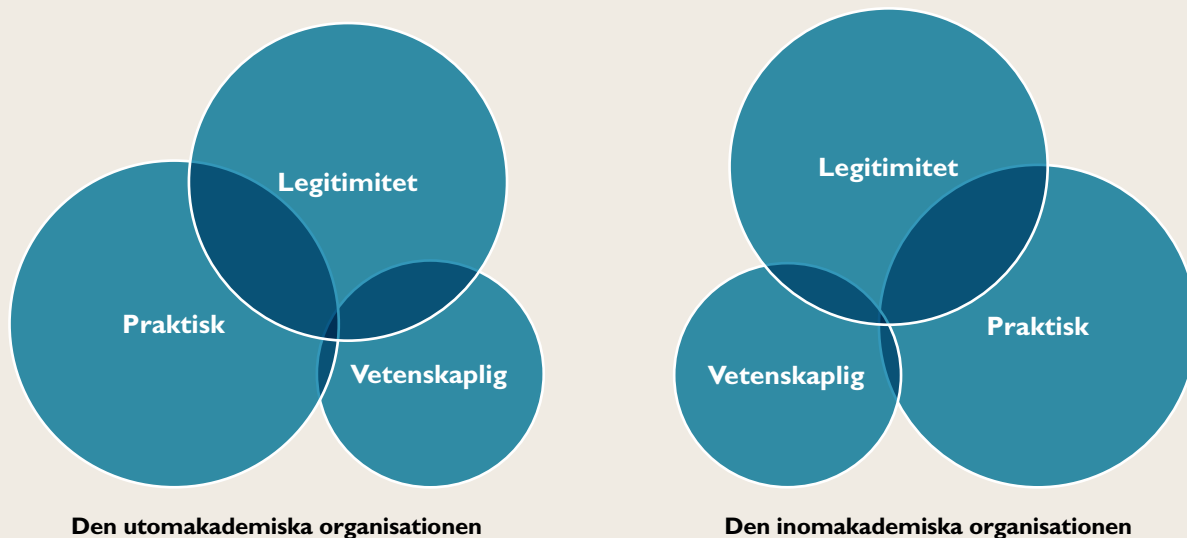 Legitimitet
Praktisk
Vetenskaplig
Den utomakademiska organisationen
Legitimitet
Praktisk
Vetenskaplig
Den inomakademiska organisationen